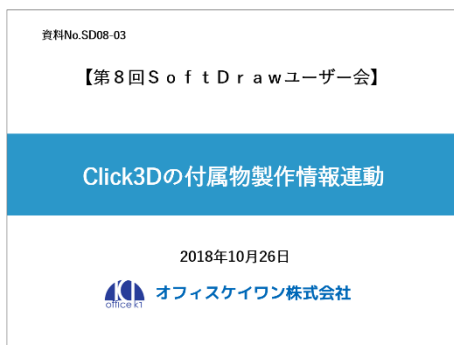 資料No.SD08-03
【第８回ＳｏｆｔＤｒａｗユーザー会】
Click3Dの付属物製作情報連動
2018年10月26日
office k1
オフィスケイワン株式会社